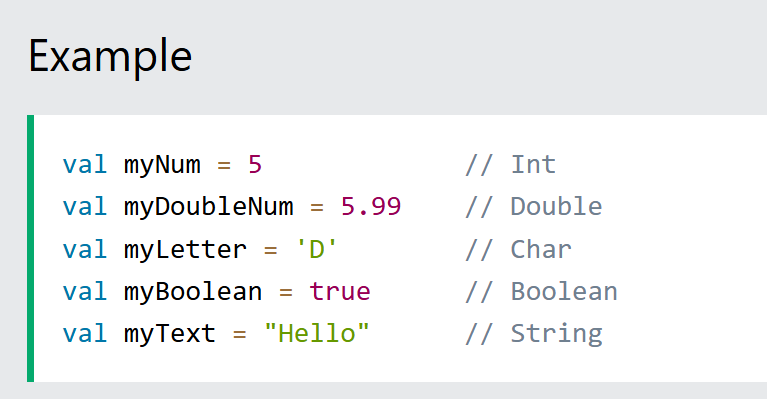 Example
val myNum = 5             // Int
val myDoubleNum = 5.99    // Double
val myLetter = 'D'        // Char
val myBoolean = true      // Boolean
val myText = "Hello"      // String